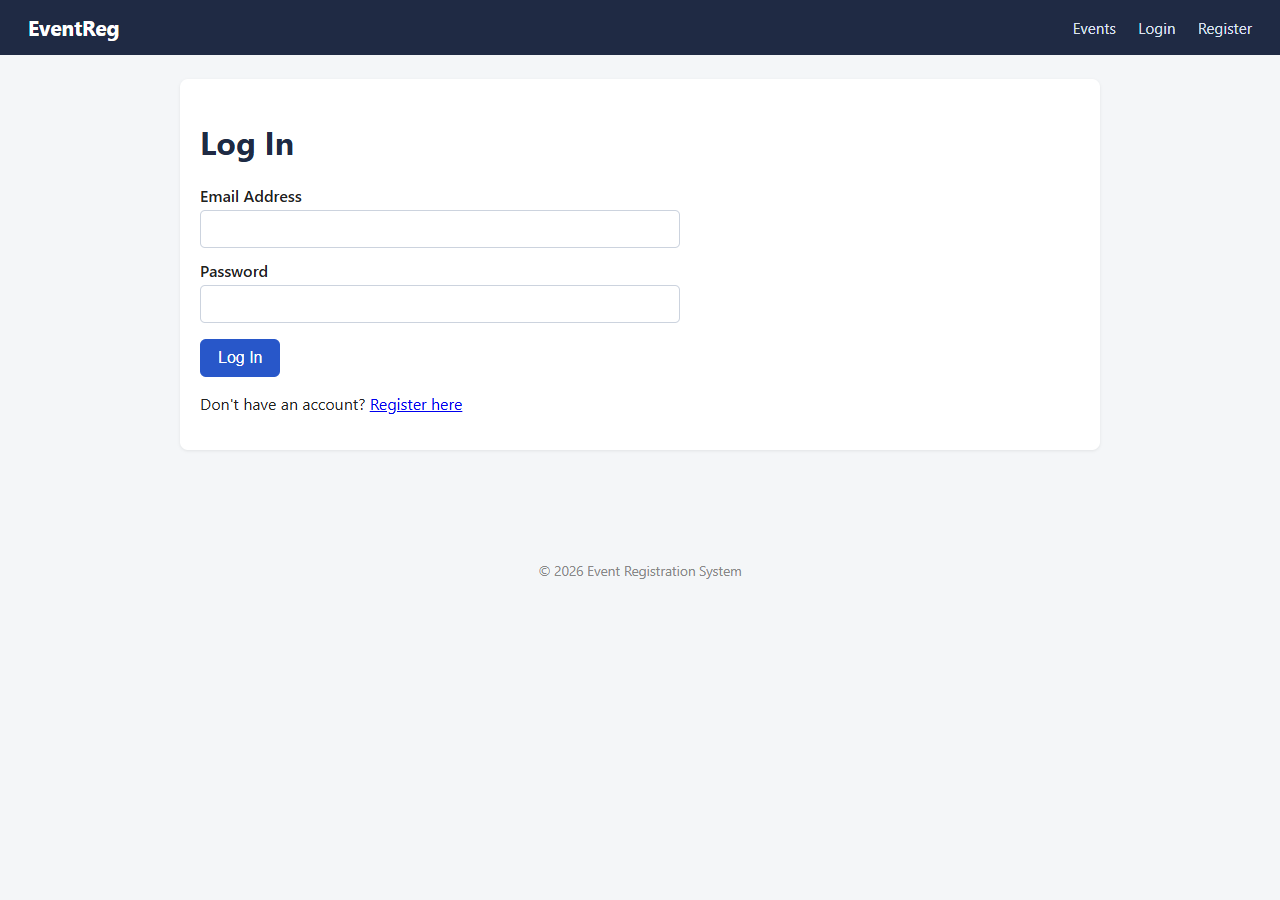 EventReg
Events Login Register
Log In
Email Address
Password
Log In
Don't have an account? Register here
© 2026 Event Registration System